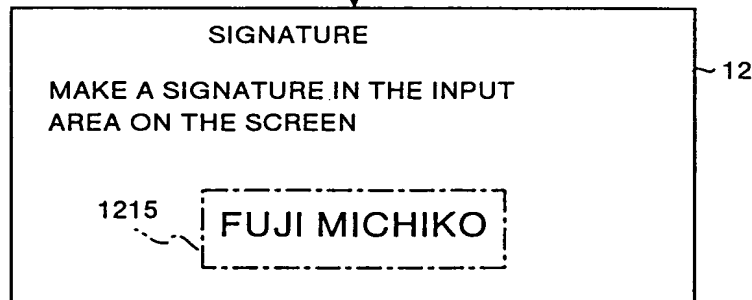 SIGNATURE
12
MAKE A SIGNATURE IN THE INPUT
AREA ON THE SCREEN
1215
FUJI MICHIKO